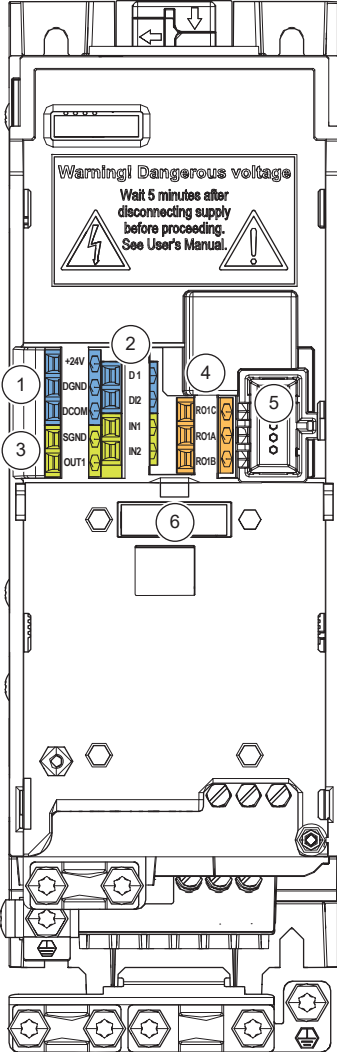 Warning! Dangerous voltage
Wait 5 minutes after
disconnecting supply
before proceeding.
See User's Manual.
2
+24V
D1
4
1
DGND
DI2
RO1C
5
DCOM
IN1
3
SGND
RO1A
OUT1
IN2
RO1B
6